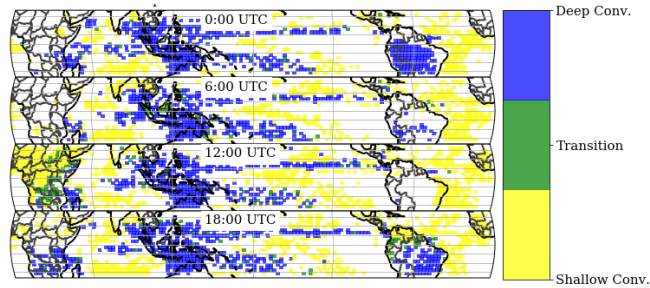 0:00 UTC
6:00 UTC
12:00 UTC
18:00 UTC
Deep Conv.
Transition
Shallow Conv.